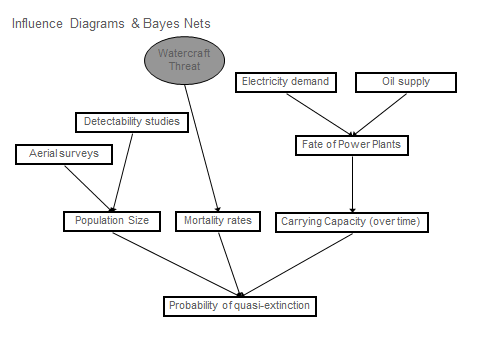 Influence Diagrams & Bayes Nets
Watercraft
Threat
Electricity demand
Oil supply
Detectability studies
Aerial surveys
Fate of Power Plants
Population Size
Mortality rates
Carrying Capacity (over time)
Probability of quasi-extinction